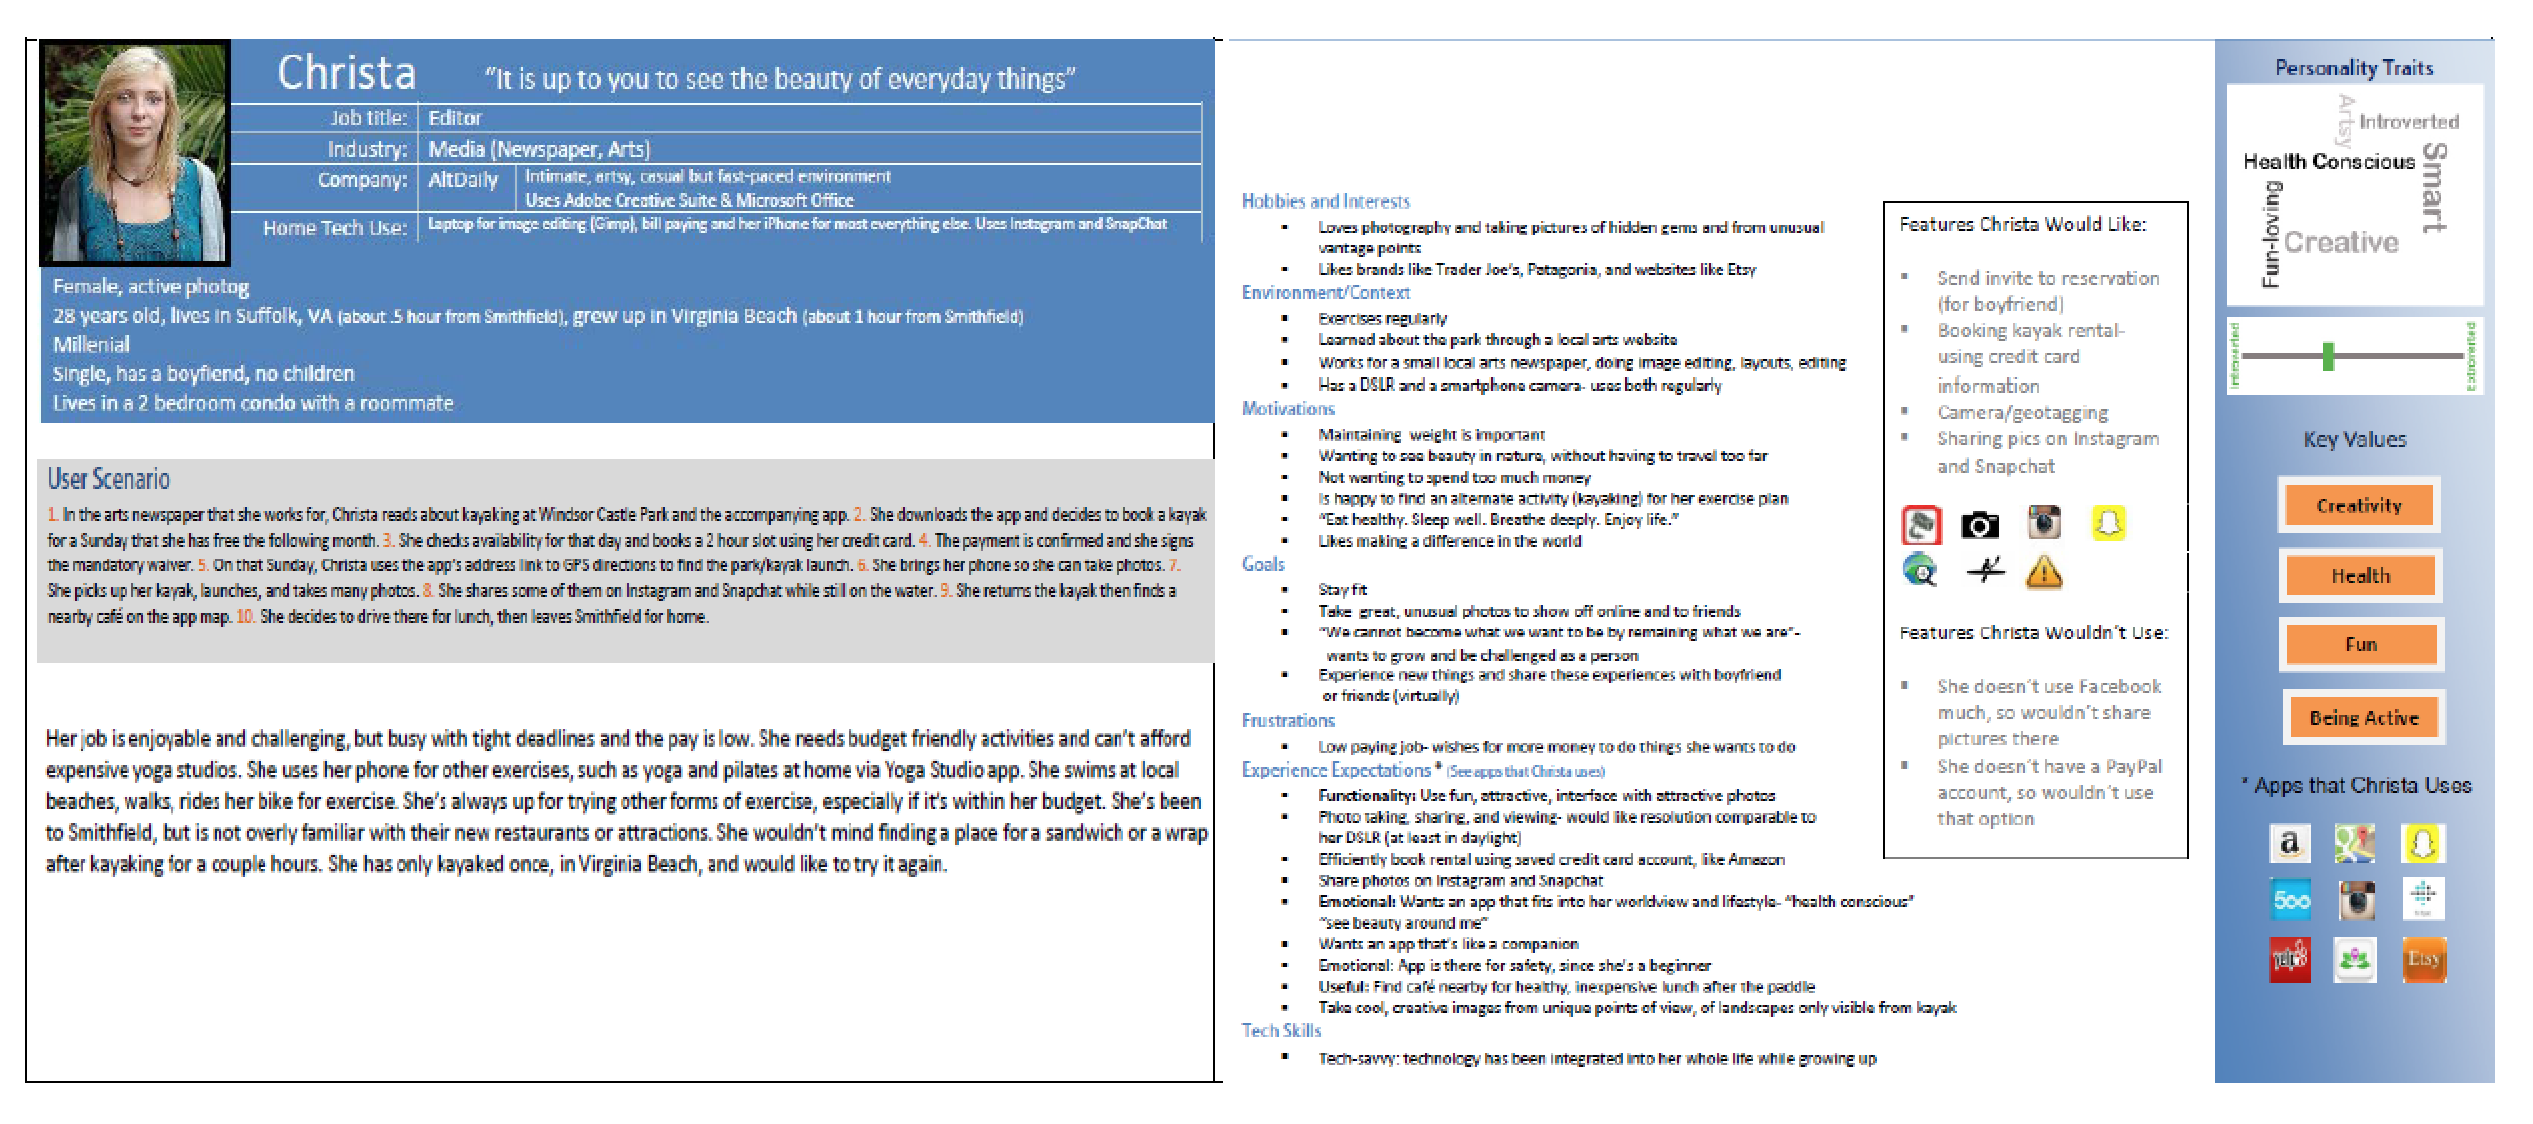 Christa
“It is up to you to see the beauty of everyday things”
Job title: Editor
Industry: Media (Newspaper, Arts)
Company: AltDaily
Intimate, artsy, casual but fast-paced environment
Uses Adobe Creative Suite & Microsoft Office
Home Tech Use: Laptop for image editing (Gimp), bill paying and her iPhone for most everything else. Uses Instagram and SnapChat
Female, active photog
28 years old, lives in Suffolk, VA (about .5 hour from Smithfield), grew up in Virginia Beach (about 1 hour from Smithfield)
Millenial
Single, has a boyfiend, no children
Lives in a 2 bedroom condo with a roommate
User Scenario
1. In the arts newspaper that she works for, Christa reads about kayaking at Windsor Castle Park and the accompanying app. 2. She downloads the app and decides to book a kayak
for a Sunday that she has free the following month. 3. She checks availability for that day and books a 2 hour slot using her credit card. 4. The payment is confirmed and she signs
the mandatory waiver. 5. On that Sunday, Christa uses the app’s address link to GPS directions to find the park/kayak launch. 6. She brings her phone so she can take photos. 7.
She picks up her kayak, launches, and takes many photos. 8. She shares some of them on Instagram and Snapchat while still on the water. 9. She returns the kayak then finds a
nearby café on the app map. 10. She decides to drive there for lunch, then leaves Smithfield for home.
Her job is enjoyable and challenging, but busy with tight deadlines and the pay is low. She needs budget friendly activities and can’t afford
expensive yoga studios. She uses her phone for other exercises, such as yoga and pilates at home via Yoga Studio app. She swims at local
beaches, walks, rides her bike for exercise. She’s always up for trying other forms of exercise, especially if it’s within her budget. She’s been
to Smithfield, but is not overly familiar with their new restaurants or attractions. She wouldn’t mind finding a place for a sandwich or a wrap
after kayaking for a couple hours. She has only kayaked once, in Virginia Beach, and would like to try it again.
Hobbies and Interests
▪ Loves photography and taking pictures of hidden gems and from unusual
vantage points
▪ Likes brands like Trader Joe’s, Patagonia, and websites like Etsy
Environment/Context
▪ Exercises regularly
▪ Learned about the park through a local arts website
▪ Works for a small local arts newspaper, doing image editing, layouts, editing
▪ Has a DSLR and a smartphone camera- uses both regularly
Motivations
▪ Maintaining weight is important
▪ Wanting to see beauty in nature, without having to travel too far
▪ Not wanting to spend too much money
▪ Is happy to find an alternate activity (kayaking) for her exercise plan
▪ “Eat healthy. Sleep well. Breathe deeply. Enjoy life.”
▪ Likes making a difference in the world
Goals
▪ Stay fit
▪ Take great, unusual photos to show off online and to friends
▪ “We cannot become what we want to be by remaining what we are”-
wants to grow and be challenged as a person
▪ Experience new things and share these experiences with boyfriend
or friends (virtually)
Frustrations
▪ Low paying job- wishes for more money to do things she wants to do
Experience Expectations * (See apps that Christa uses)
▪ Functionality: Use fun, attractive, interface with attractive photos
▪ Photo taking, sharing, and viewing- would like resolution comparable to
her DSLR (at least in daylight)
▪ Efficiently book rental using saved credit card account, like Amazon
▪ Share photos on Instagram and Snapchat
▪ Emotional: Wants an app that fits into her worldview and lifestyle- “health conscious”
“see beauty around me”
▪ Wants an app that’s like a companion
▪ Emotional: App is there for safety, since she’s a beginner
▪ Useful: Find café nearby for healthy, inexpensive lunch after the paddle
▪ Take cool, creative images from unique points of view, of landscapes only visible from kayak
Tech Skills
▪ Tech-savvy: technology has been integrated into her whole life while growing up
Features Christa Would Like:
▪ Send invite to reservation
(for boyfriend)
▪ Booking kayak rental-
using credit card
information
▪ Camera/geotagging
▪ Sharing pics on Instagram
and Snapchat
Features Christa Wouldn’t Use:
▪ She doesn’t use Facebook
much, so wouldn’t share
pictures there
▪ She doesn’t have a PayPal
account, so wouldn’t use
that option
Personality Traits
Artsy
Introverted
Health Conscious
Smart
Fun-loving
Creative
Introverted
Extroverted
Key Values
Creativity
Health
Fun
Being Active
* Apps that Christa Uses
a
500
yelp
Etsy